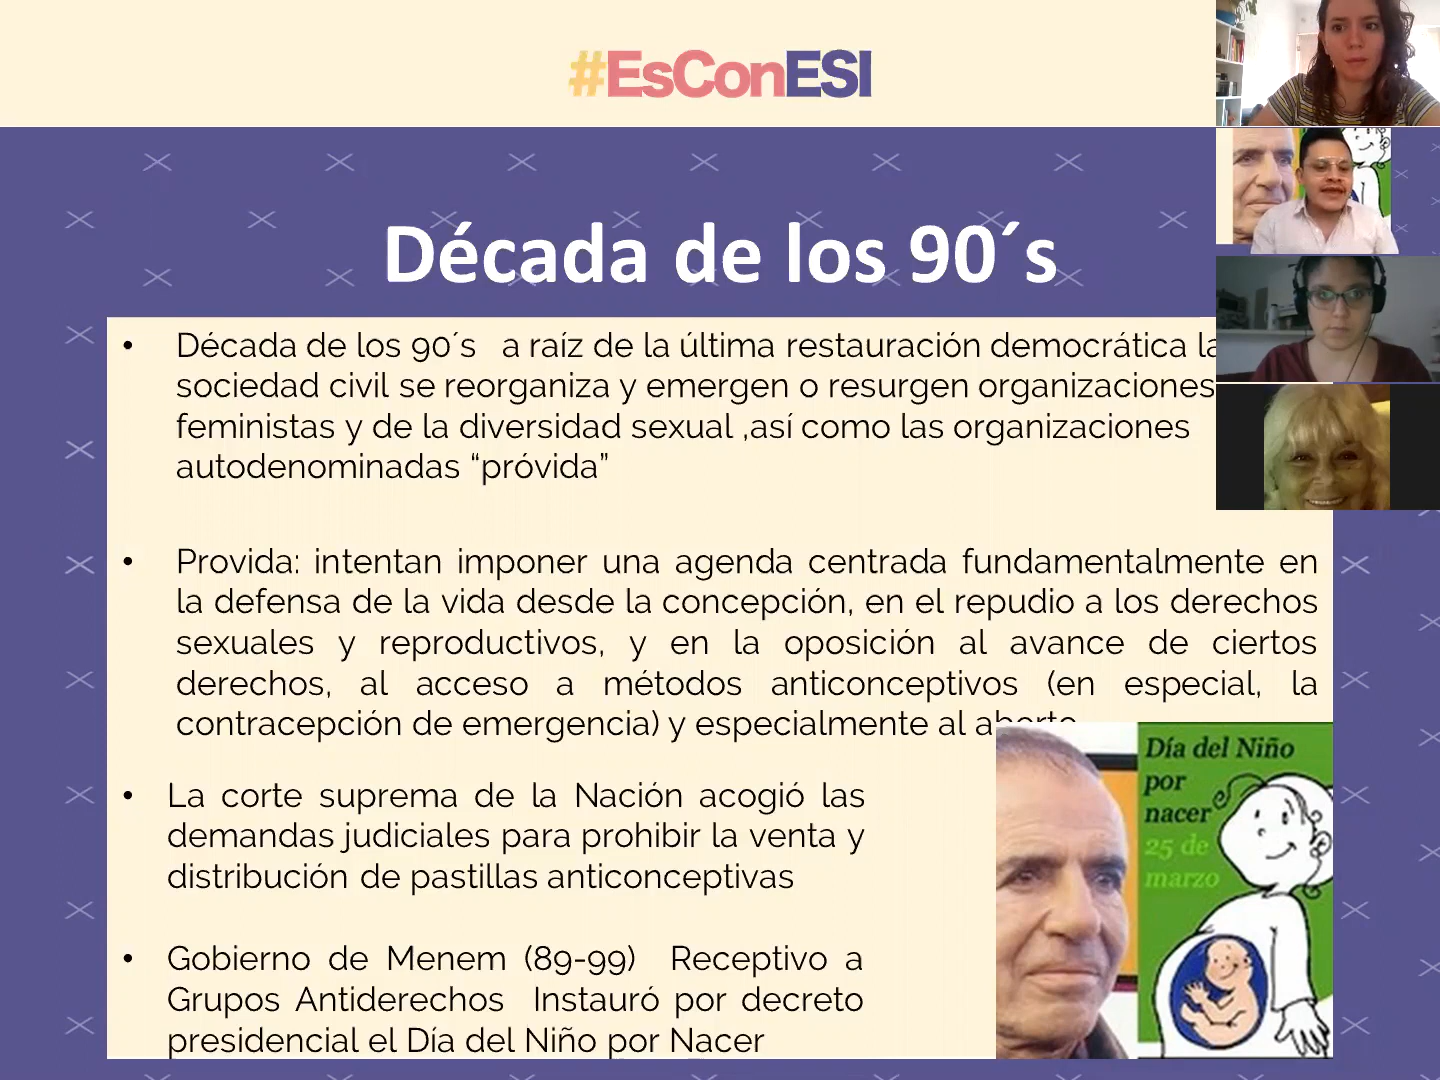 #EsConESI
Década de los 90´s
• Década de los 90´s a raíz de la última restauración democrática la
sociedad civil se reorganiza y emergen o resurgen organizaciones
feministas y de la diversidad sexual ,así como las organizaciones
autodenominadas “próvida”
• Provida: intentan imponer una agenda centrada fundamentalmente en
la defensa de la vida desde la concepción, en el repudio a los derechos
sexuales y reproductivos, y en la oposición al avance de ciertos
derechos, al acceso a métodos anticonceptivos (en especial, la
contracepción de emergencia) y especialmente al aborto
• La corte suprema de la Nación acogió las
demandas judiciales para prohibir la venta y
distribución de pastillas anticonceptivas
• Gobierno de Menem (89-99) Receptivo a
Grupos Antiderechos Instauró por decreto
presidencial el Día del Niño por Nacer
Día del Niño
por
nacer
25 de
marzo